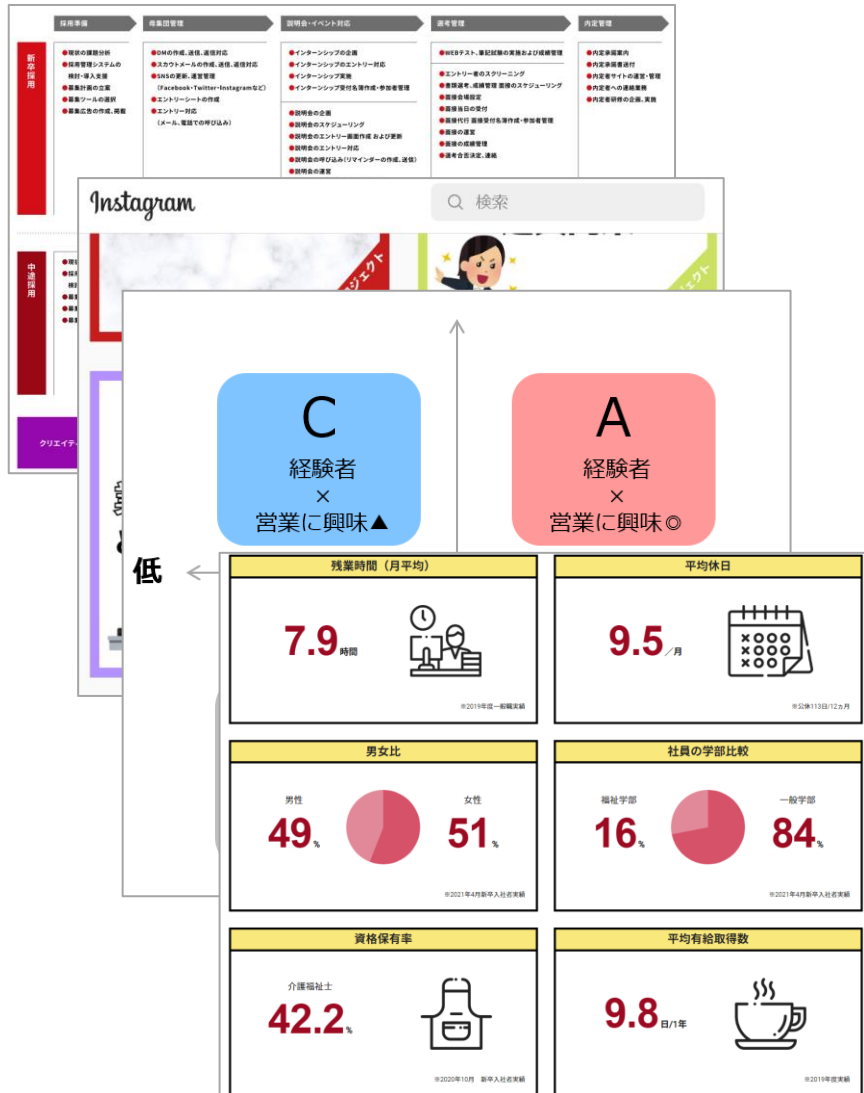 採用準備
母集団管理
説明会・イベント対応
選考管理
内定管理
新卒採用
●現状の課題分析
●採用管理システムの
検討・導入支援
●募集計画の立案
●募集ツールの選択
●募集広告の作成、掲載
●DMの作成、送信、返信対応
●スカウトメールの作成、送信、返信対応
●SNSの更新、運営管理
(Facebook・Twitter・Instagramなど)
●エントリーシートの作成
●エントリー対応
(メール、電話での呼び込み)
●インターンシップの企画
●インターンシップのエントリー対応
●インターンシップ実施
●インターンシップ受付名簿作成・参加者管理
●説明会の企画
●説明会のスケジューリング
●説明会のエントリー画面作成 および更新
●説明会のエントリー対応
●説明会の呼び込み(リマインダーの作成、送信)
●説明会の運営
●WEBテスト、筆記試験の実施および成績管理
●エントリー者のスクリーニング
●書類選考、成績管理 面接のスケジューリング
●面接会場設定
●面接当日の受付
●面接代行 面接受付名簿作成・参加者管理
●面接の運営
●面接の成績管理
●選考合否決定、連絡
●内定承諾案内
●内定承諾書送付
●内定者サイトの運営・管理
●内定者への連絡業務
●内定者研修の企画、実施
Instagram
検索
ジェクト
ジェクト
中途採用
クリエイテ
C
経験者
×
営業に興味▲
A
経験者
×
営業に興味◎
低
残業時間(月平均)
7.9時間
※2019年度一般職実績
平均休日
9.5/月
※公休113日/12ヵ月
男女比
男性
49%
女性
51%
※2021年4月新卒入社者実績
社員の学部比較
福祉学部
16%
一般学部
84%
※2021年4月新卒入社者実績
資格保有率
介護福祉士
42.2%
※2020年10月 新卒入社者実績
平均有給取得数
9.8日/1年
※2019年度実績